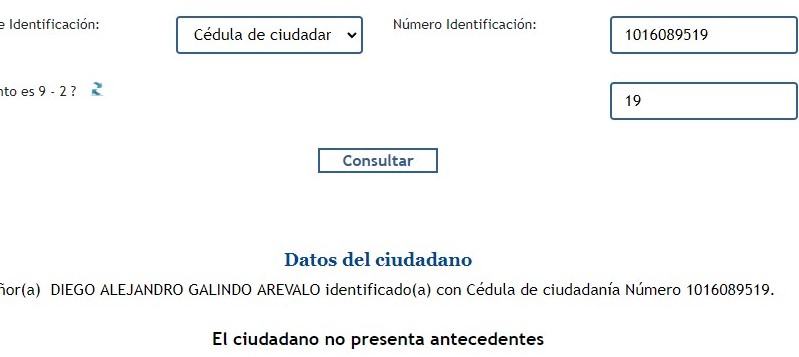 e Identificación: Cédula de ciudadar Número Identificación: 1016089519
nto es 9 - 2 ? 19
Consultar
Datos del ciudadano
ñor(a) DIEGO ALEJANDRO GALINDO AREVALO identificado(a) con Cédula de ciudadanía Número 1016089519.
El ciudadano no presenta antecedentes